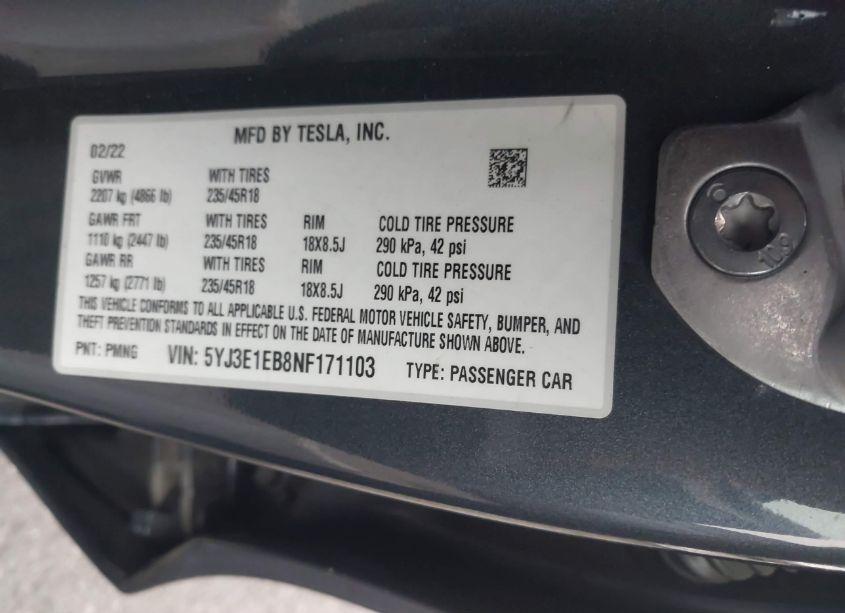 MFD BY TESLA, INC.
02/22
GVWR WITH TIRES
2207 kg (4866 lb) 235/45R18
GAWR FRT WITH TIRES RIM COLD TIRE PRESSURE
1110 kg (2447 lb) 235/45R18 18X8.5J 290 kPa, 42 psi
GAWR RR WITH TIRES RIM COLD TIRE PRESSURE
1257 kg (2771 lb) 235/45R18 18X8.5J 290 kPa, 42 psi
THIS VEHICLE CONFORMS TO ALL APPLICABLE U.S. FEDERAL MOTOR VEHICLE SAFETY, BUMPER, AND
THEFT PREVENTION STANDARDS IN EFFECT ON THE DATE OF MANUFACTURE SHOWN ABOVE.
PNT: PMNG VIN: 5YJ3E1EB8NF171103 TYPE: PASSENGER CAR
10.9